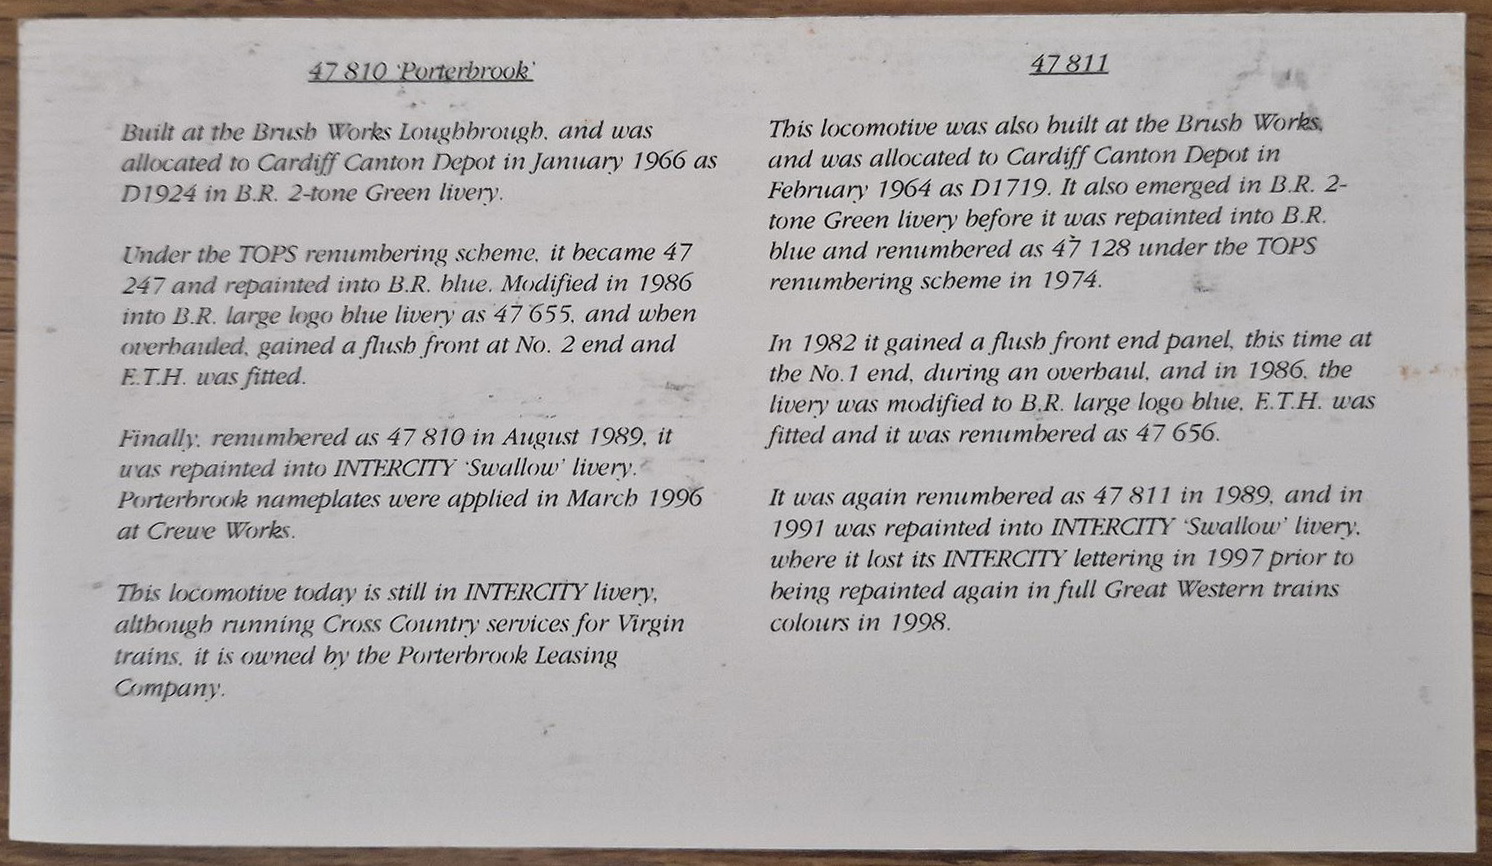 47 810 ‘Porterbrook’
Built at the Brush Works Loughbrough, and was
allocated to Cardiff Canton Depot in January 1966 as
D1924 in B.R. 2-tone Green livery.
Under the TOPS renumbering scheme, it became 47
247 and repainted into B.R. blue. Modified in 1986
into B.R. large logo blue livery as 47 655, and when
overhauled, gained a flush front at No. 2 end and
E.T.H. was fitted.
Finally, renumbered as 47 810 in August 1989, it
was repainted into INTERCITY ‘Swallow’ livery.
Porterbrook nameplates were applied in March 1996
at Crewe Works.
This locomotive today is still in INTERCITY livery,
although running Cross Country services for Virgin
trains, it is owned by the Porterbrook Leasing
Company.
47 811
This locomotive was also built at the Brush Works,
and was allocated to Cardiff Canton Depot in
February 1964 as D1719. It also emerged in B.R. 2-
tone Green livery before it was repainted into B.R.
blue and renumbered as 47 128 under the TOPS
renumbering scheme in 1974.
In 1982 it gained a flush front end panel, this time at
the No.1 end, during an overhaul, and in 1986, the
livery was modified to B.R. large logo blue, E.T.H. was
fitted and it was renumbered as 47 656.
It was again renumbered as 47 811 in 1989, and in
1991 was repainted into INTERCITY ‘Swallow’ livery,
where it lost its INTERCITY lettering in 1997 prior to
being repainted again in full Great Western trains
colours in 1998.